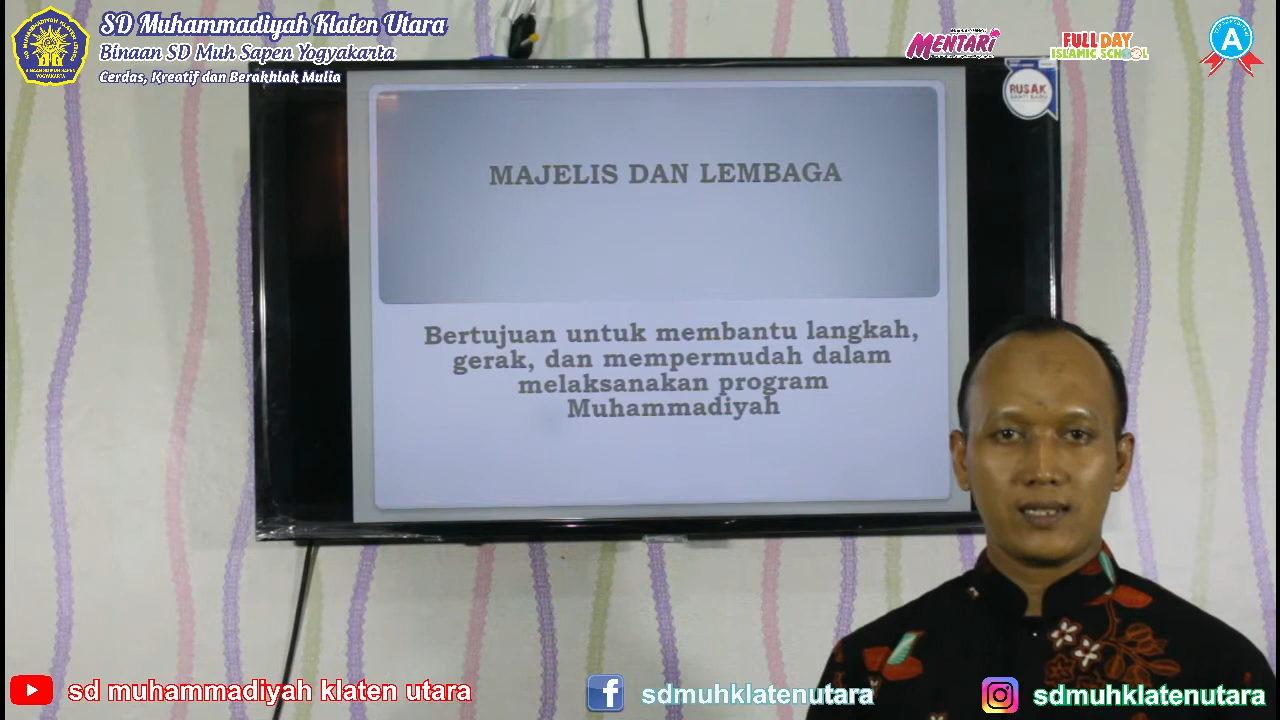 SD Muhammadiyah Klaten Utara
Binaan SD Muh Sapen Yogyakarta
Cerdas, Kreatif dan Berakhlak Mulia
MENTARI
FULL DAY
ISLAMIC SCHOOL
A
RUSAK
GANTI BARU
MAJELIS DAN LEMBAGA
Bertujuan untuk membantu langkah,
gerak, dan mempermudah dalam
melaksanakan program
Muhammadiyah
sd muhammadiyah klaten utara
sdmuhklatenutara
sdmuhklatenutara